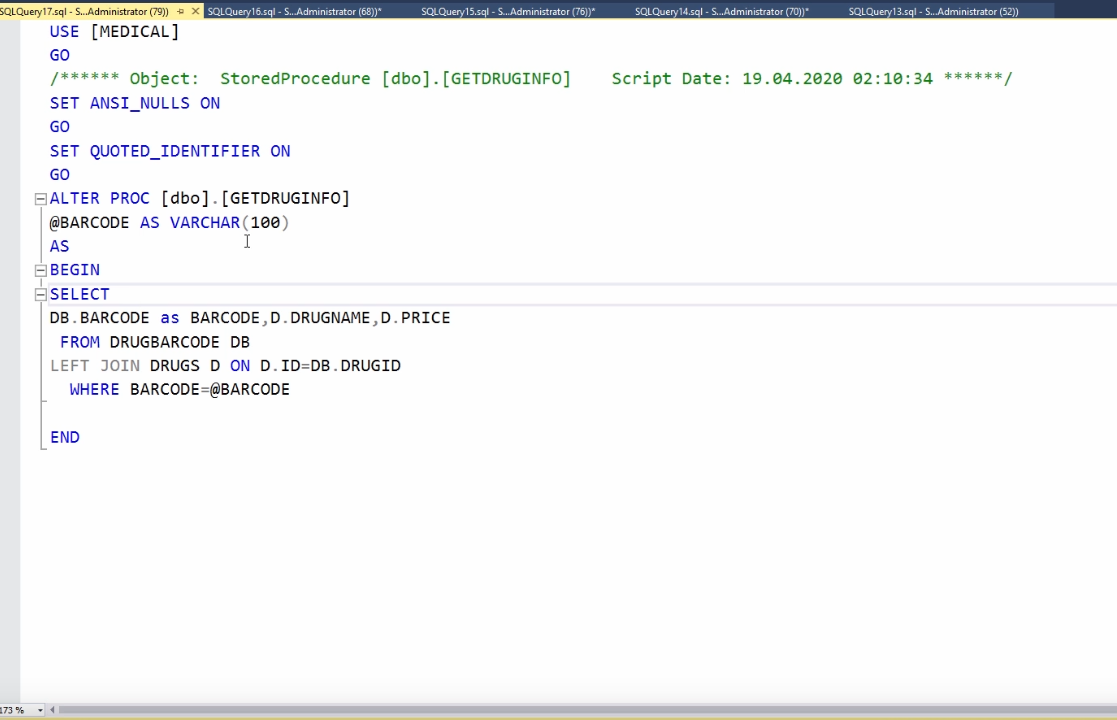 SQLQuery17.sql - S...Administrator (79)) SQLQuery16.sql - S...Administrator (68))* SQLQuery15.sql - S...Administrator (76))* SQLQuery14.sql - S...Administrator (70))* SQLQuery13.sql - S...Administrator (52))
USE [MEDICAL]
GO
/****** Object:  StoredProcedure [dbo].[GETDRUGINFO]    Script Date: 19.04.2020 02:10:34 ******/
SET ANSI_NULLS ON
GO
SET QUOTED_IDENTIFIER ON
GO
ALTER PROC [dbo].[GETDRUGINFO]
@BARCODE AS VARCHAR(100)
AS
BEGIN
SELECT
DB.BARCODE as BARCODE,D.DRUGNAME,D.PRICE
FROM DRUGBARCODE DB
LEFT JOIN DRUGS D ON D.ID=DB.DRUGID
WHERE BARCODE=@BARCODE
END
173 %